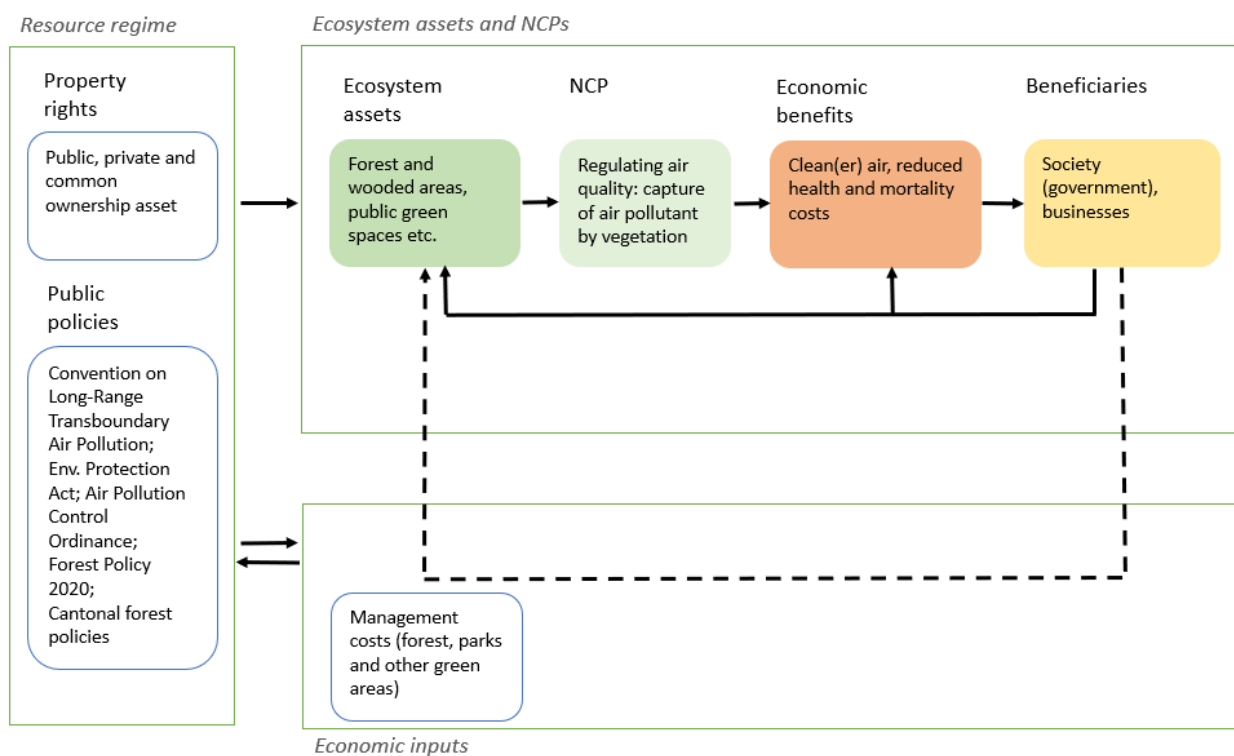 Resource regime
Property
rights
Public, private and
common
ownership asset
Public
policies
Convention on
Long-Range
Transboundary
Air Pollution;
Env. Protection
Act; Air Pollution
Control
Ordinance;
Forest Policy
2020;
Cantonal forest
policies
Ecosystem assets and NCPs
Ecosystem
assets
Forest and
wooded areas,
public green
spaces etc.
NCP
Regulating air
quality: capture
of air pollutant
by vegetation
Economic
benefits
Clean(er) air, reduced
health and mortality
costs
Beneficiaries
Society
(government),
businesses
Management
costs (forest, parks
and other green
areas)
Economic inputs